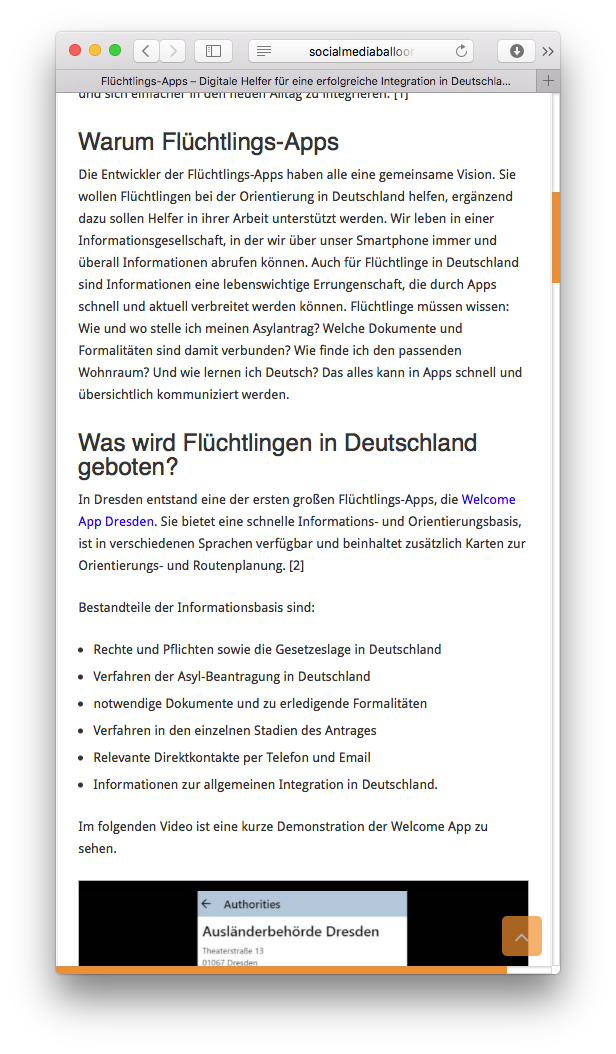 socialmediaballoor
Flüchtlings-Apps – Digitale Helfer für eine erfolgreiche Integration in Deutschla...
und sich einfacher in den neuen Alltag zu integrieren. [1]
Warum Flüchtlings-Apps
Die Entwickler der Flüchtlings-Apps haben alle eine gemeinsame Vision. Sie
wollen Flüchtlingen bei der Orientierung in Deutschland helfen, ergänzend
dazu sollen Helfer in ihrer Arbeit unterstützt werden. Wir leben in einer
Informationsgesellschaft, in der wir über unser Smartphone immer und
überall Informationen abrufen können. Auch für Flüchtlinge in Deutschland
sind Informationen eine lebenswichtige Errungenschaft, die durch Apps
schnell und aktuell verbreitet werden können. Flüchtlinge müssen wissen:
Wie und wo stelle ich meinen Asylantrag? Welche Dokumente und
Formalitäten sind damit verbunden? Wie finde ich den passenden
Wohnraum? Und wie lernen ich Deutsch? Das alles kann in Apps schnell und
übersichtlich kommuniziert werden.
Was wird Flüchtlingen in Deutschland
geboten?
In Dresden entstand eine der ersten großen Flüchtlings-Apps, die Welcome
App Dresden. Sie bietet eine schnelle Informations- und Orientierungsbasis,
ist in verschiedenen Sprachen verfügbar und beinhaltet zusätzlich Karten zur
Orientierungs- und Routenplanung. [2]
Bestandteile der Informationsbasis sind:
• Rechte und Pflichten sowie die Gesetzeslage in Deutschland
• Verfahren der Asyl-Beantragung in Deutschland
• notwendige Dokumente und zu erledigende Formalitäten
• Verfahren in den einzelnen Stadien des Antrages
• Relevante Direktkontakte per Telefon und Email
• Informationen zur allgemeinen Integration in Deutschland.
Im folgenden Video ist eine kurze Demonstration der Welcome App zu
sehen.
Authorities
Ausländerbehörde Dresden
Theaterstraße 13
01067 Dresden